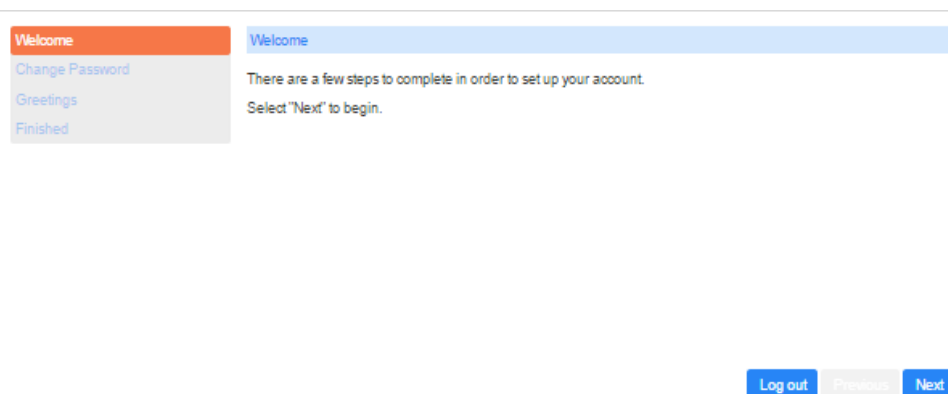 Welcome
Change Password
Greetings
Finished
Welcome
There are a few steps to complete in order to set up your account.
Select "Next" to begin.
Log out Previous Next